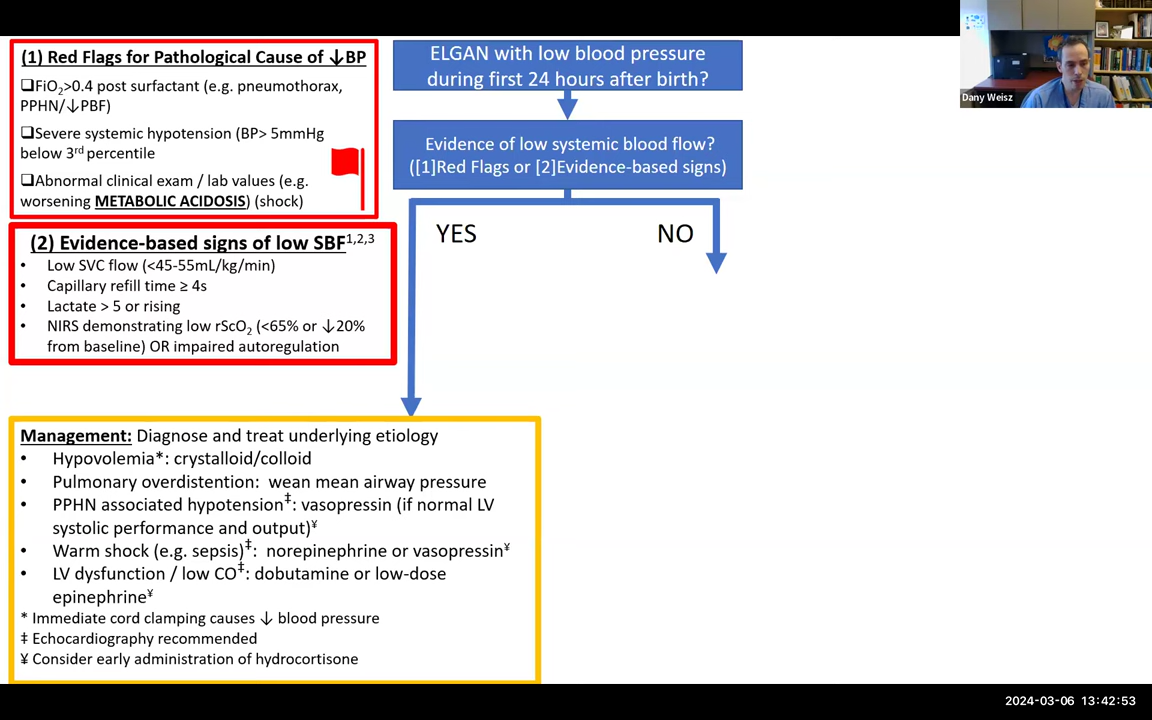 (1) Red Flags for Pathological Cause of ↓BP
❑FiO₂>0.4 post surfactant (e.g. pneumothorax,
PPHN/↓PBF)
❑Severe systemic hypotension (BP> 5mmHg
below 3rd percentile
❑Abnormal clinical exam / lab values (e.g.
worsening METABOLIC ACIDOSIS) (shock)
(2) Evidence-based signs of low SBF1,2,3
• Low SVC flow (<45-55mL/kg/min)
• Capillary refill time ≥ 4s
• Lactate > 5 or rising
• NIRS demonstrating low rScO₂ (<65% or ↓20%
from baseline) OR impaired autoregulation
ELGAN with low blood pressure
during first 24 hours after birth?
Evidence of low systemic blood flow?
([1]Red Flags or [2]Evidence-based signs)
YES
NO
Management: Diagnose and treat underlying etiology
• Hypovolemia*: crystalloid/colloid
• Pulmonary overdistention: wean mean airway pressure
• PPHN associated hypotension‡: vasopressin (if normal LV
systolic performance and output)¥
• Warm shock (e.g. sepsis)‡: norepinephrine or vasopressin¥
• LV dysfunction / low CO‡: dobutamine or low-dose
epinephrine¥
* Immediate cord clamping causes ↓ blood pressure
‡ Echocardiography recommended
¥ Consider early administration of hydrocortisone
Dany Weisz
2024-03-06 13:42:53